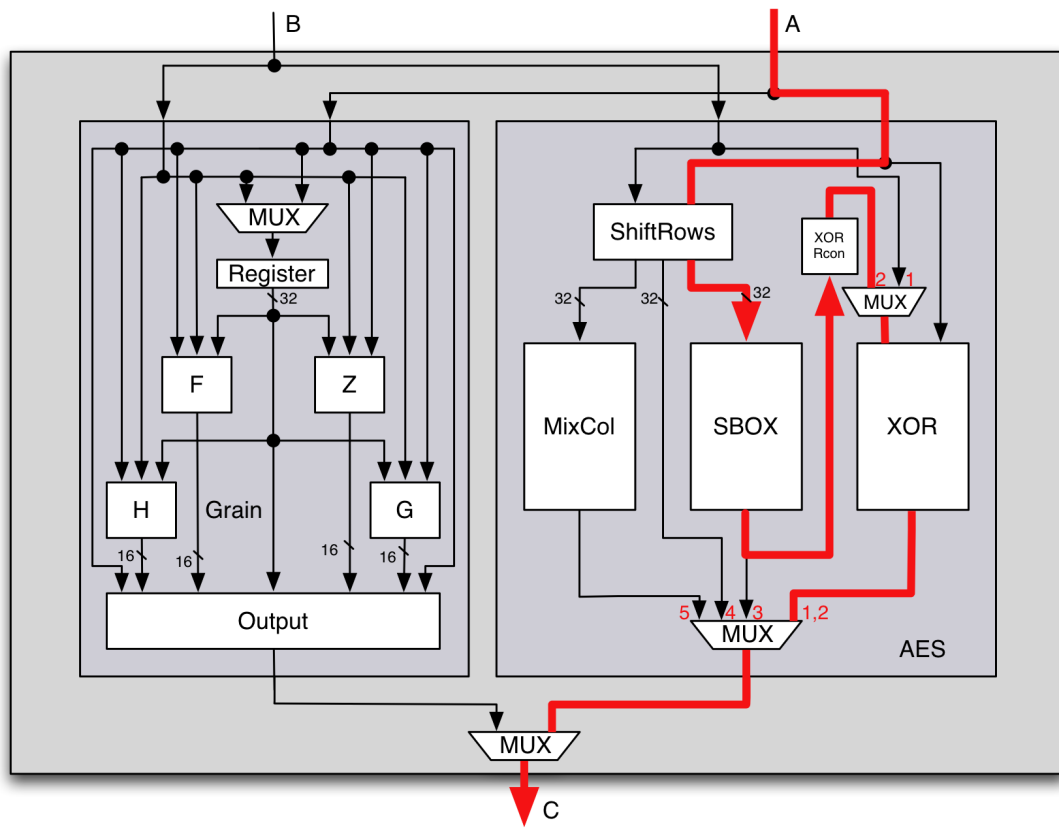 B
A
MUX
Register
32
ShiftRows
XOR
Rcon
2
1
MUX
32
32
32
F
Z
MixCol
SBOX
XOR
H
Grain
G
16
16
16
16
Output
5
4
3
1,2
MUX
AES
MUX
C